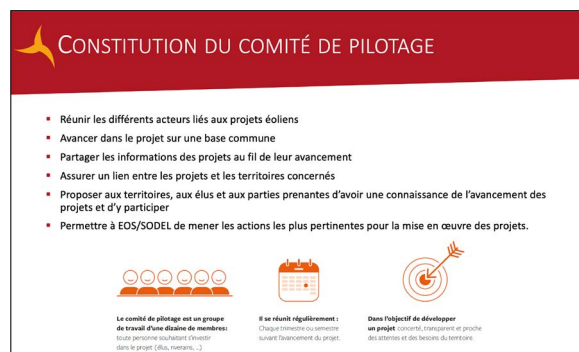 CONSTITUTION DU COMITÉ DE PILOTAGE
▪ Réunir les différents acteurs liés aux projets éoliens
▪ Avancer dans le projet sur une base commune
▪ Partager les informations des projets au fil de leur avancement
▪ Assurer un lien entre les projets et les territoires concernés
▪ Proposer aux territoires, aux élus et aux parties prenantes d'avoir une connaissance de l'avancement des
projets et d'y participer
▪ Permettre à EOS/SODEL de mener les actions les plus pertinentes pour la mise en œuvre des projets.
Le comité de pilotage est un groupe
de travail d'une dizaine de membres:
toute personne souhaitant s'investir
dans le projet (élus, riverains, ...)
Il se réunit régulièrement :
Chaque trimestre ou semestre
suivant l'avancement du projet.
Dans l'objectif de développer
un projet concerté, transparent et proche
des attentes et des besoins du territoire.